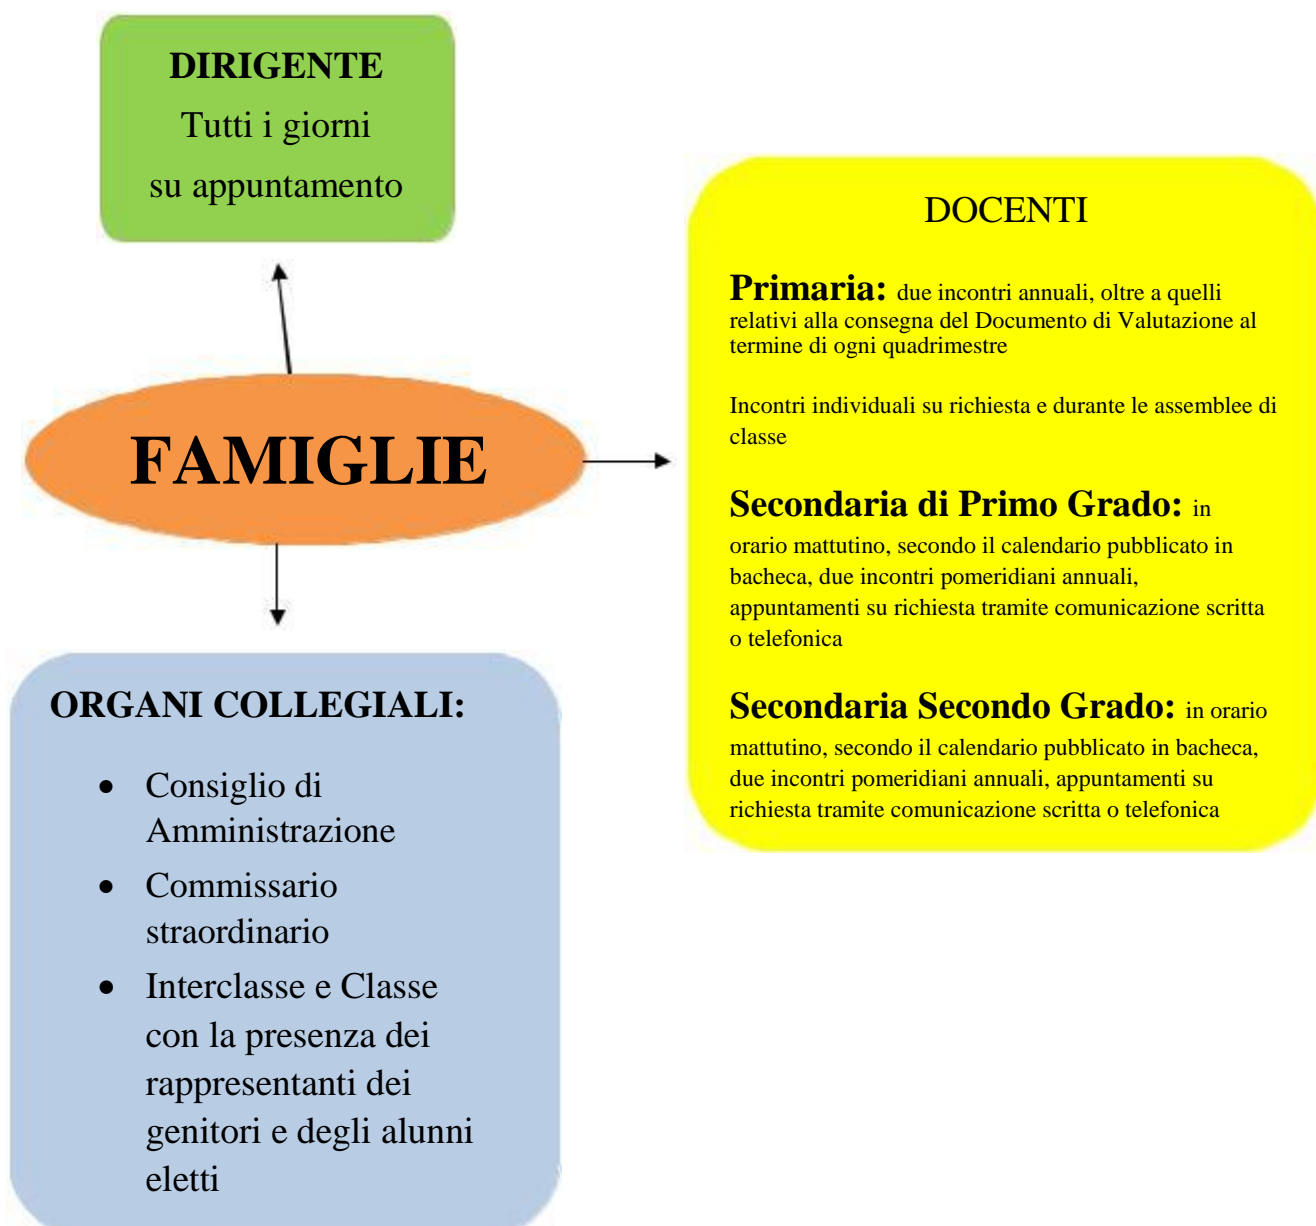 DIRIGENTE
Tutti i giorni
su appuntamento
FAMIGLIE
DOCENTI
Primaria: due incontri annuali, oltre a quelli
relativi alla consegna del Documento di Valutazione al
termine di ogni quadrimestre
Incontri individuali su richiesta e durante le assemblee di
classe
Secondaria di Primo Grado: in
orario mattutino, secondo il calendario pubblicato in
bacheca, due incontri pomeridiani annuali,
appuntamenti su richiesta tramite comunicazione scritta
o telefonica
Secondaria Secondo Grado: in orario
mattutino, secondo il calendario pubblicato in bacheca,
due incontri pomeridiani annuali, appuntamenti su
richiesta tramite comunicazione scritta o telefonica
ORGANI COLLEGIALI:
• Consiglio di
Amministrazione
• Commissario
straordinario
• Interclasse e Classe
con la presenza dei
rappresentanti dei
genitori e degli alunni
eletti